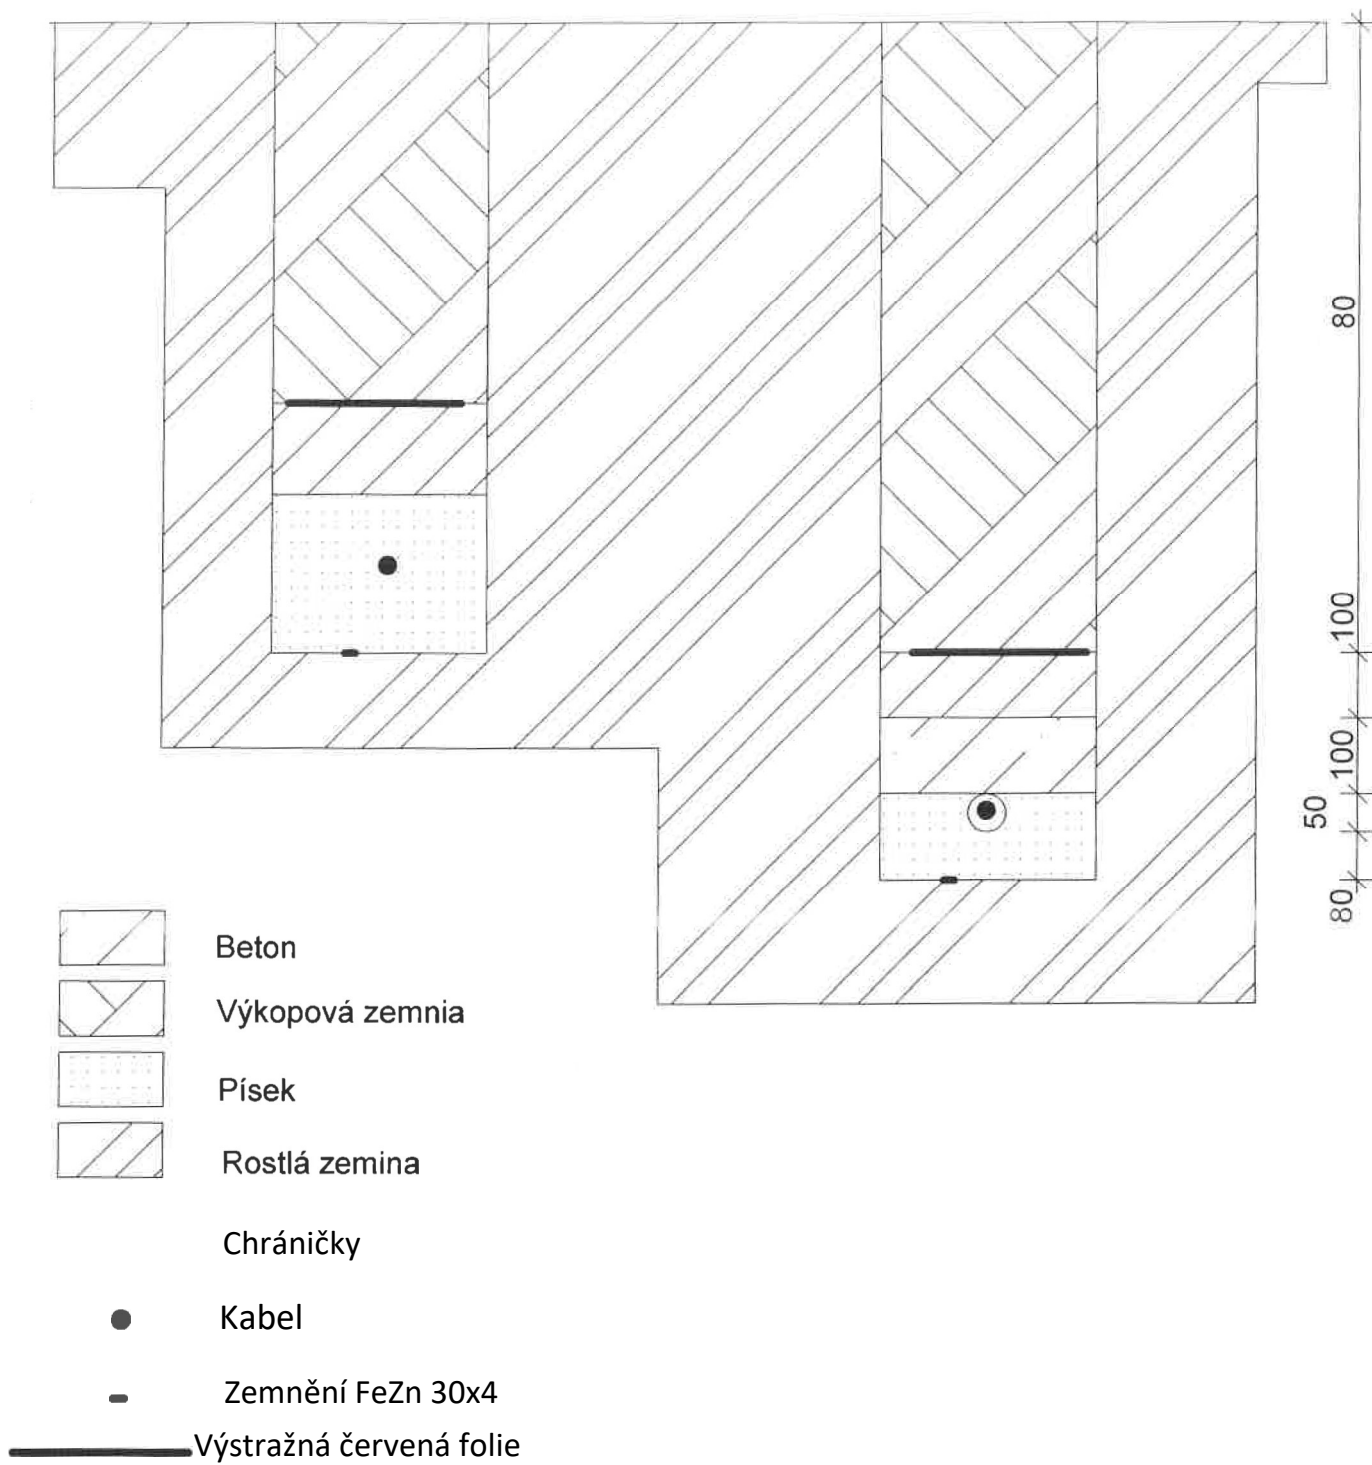 80
100
100
50
80
Beton
Výkopová zemnia
Písek
Rostlá zemina
Chráničky
Kabel
Zemnění FeZn 30x4
Výstražná červená folie